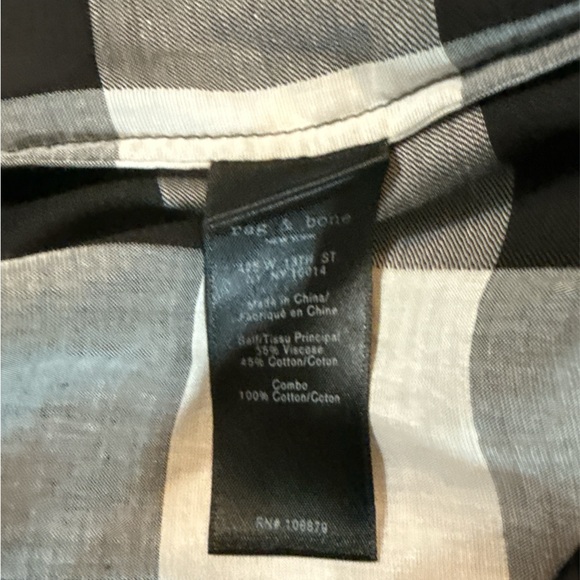 rag & bone
NEW YORK
425 W. 13TH ST
NY NY 10014
Made in China/
Fabriqué en Chine
Self/Tissu Principal
55% Viscose
45% Cotton/Coton
Combo
100% Cotton/Coton
RN# 106879